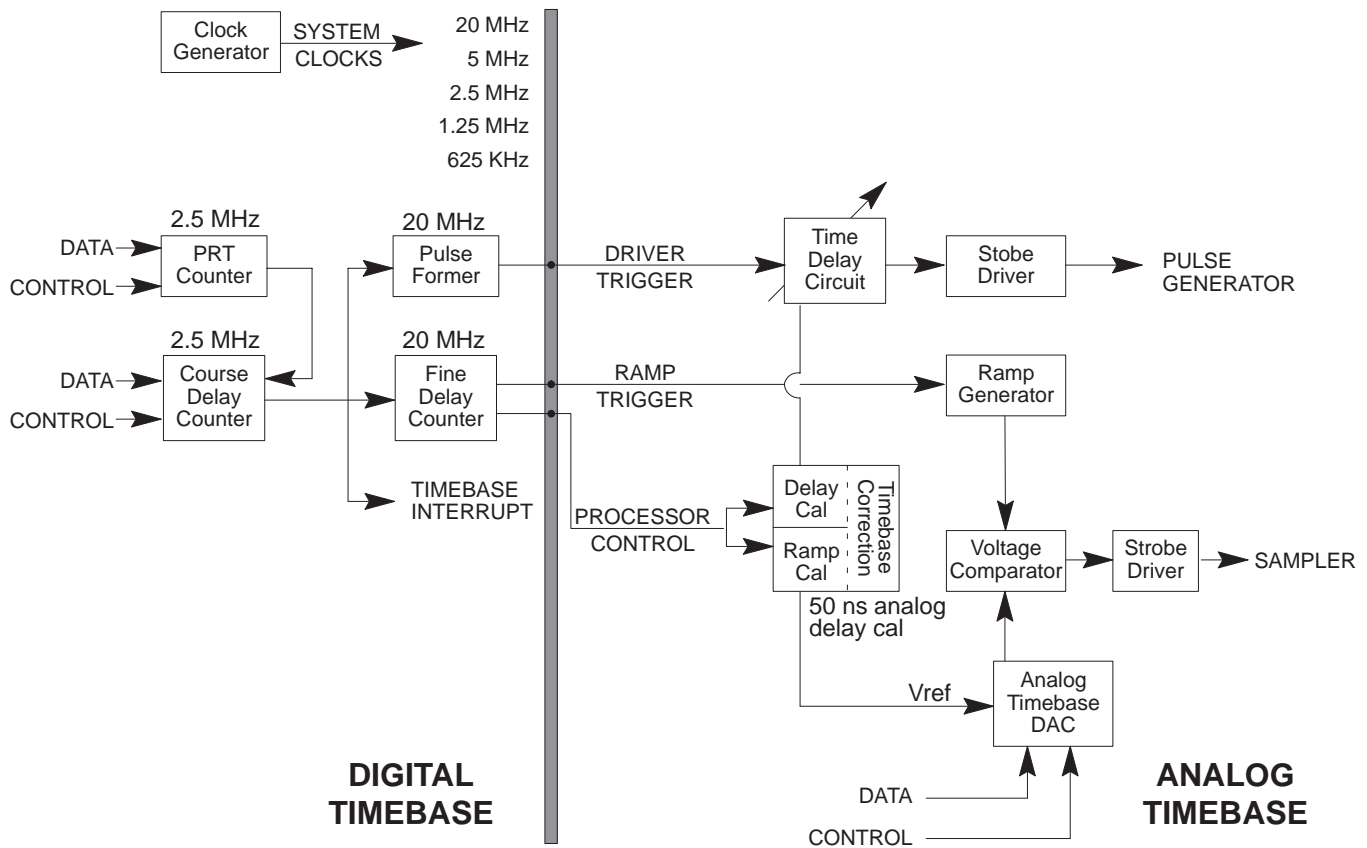 Clock
Generator
SYSTEM
CLOCKS
20 MHz
5 MHz
2.5 MHz
1.25 MHz
625 KHz
2.5 MHz
DATA
CONTROL
PRT
Counter
20 MHz
Pulse
Former
DRIVER
TRIGGER
Time
Delay
Circuit
Stobe
Driver
PULSE
GENERATOR
2.5 MHz
DATA
CONTROL
Course
Delay
Counter
20 MHz
Fine
Delay
Counter
RAMP
TRIGGER
Ramp
Generator
TIMEBASE
INTERRUPT
PROCESSOR
CONTROL
Delay
Cal
Ramp
Cal
Timebase
Correction
50 ns analog
delay cal
Voltage
Comparator
Strobe
Driver
SAMPLER
Vref
Analog
Timebase
DAC
DATA
CONTROL
DIGITAL
TIMEBASE
ANALOG
TIMEBASE